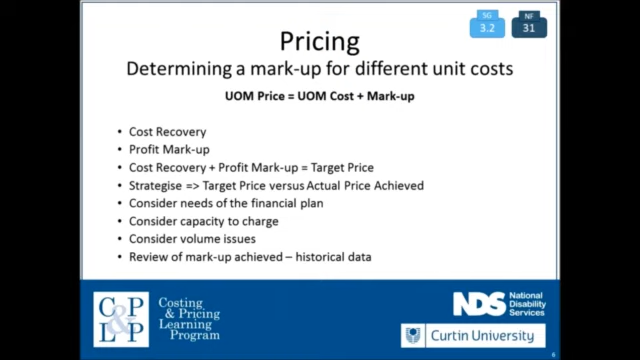 SG
3.2
NF
31
Pricing
Determining a mark-up for different unit costs
UOM Price = UOM Cost + Mark-up
• Cost Recovery
• Profit Mark-up
• Cost Recovery + Profit Mark-up = Target Price
• Strategise => Target Price versus Actual Price Achieved
• Consider needs of the financial plan
• Consider capacity to charge
• Consider volume issues
• Review of mark-up achieved – historical data
C&P
L P
Costing
& Pricing
Learning
Program
NDS
National
Disability
Services
Curtin University
6